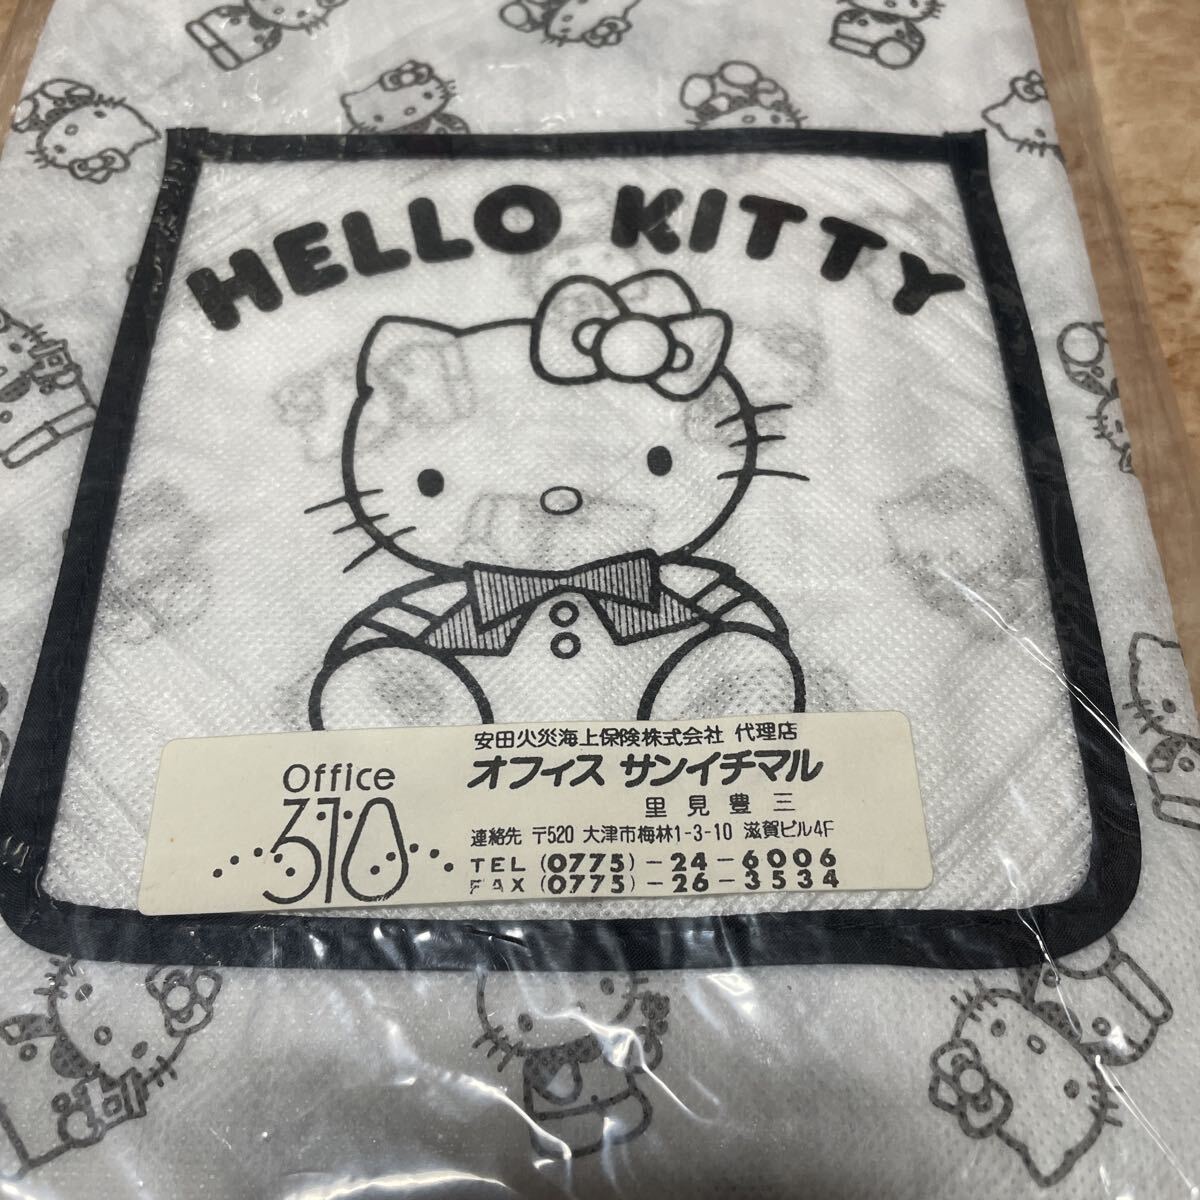 HELLO KITTY
安田火災海上保険株式会社 代理店
Office
310
オフィス サンイチマル
里見豊三
連絡先 〒520 大津市梅林1-3-10 滋賀ビル4F
TEL (0775)-24-6006
FAX (0775)-26-3534